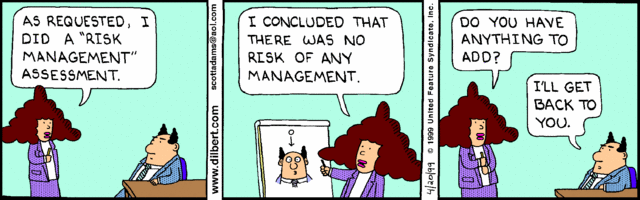 AS REQUESTED, I
DID A "RISK
MANAGEMENT"
ASSESSMENT.
www.dilbert.com
scottadams@aol.com
I CONCLUDED THAT
THERE WAS NO
RISK OF ANY
MANAGEMENT.
4/20/99 © 1999 United Feature Syndicate, Inc.
DO YOU HAVE
ANYTHING TO
ADD?
I'LL GET
BACK TO
YOU.